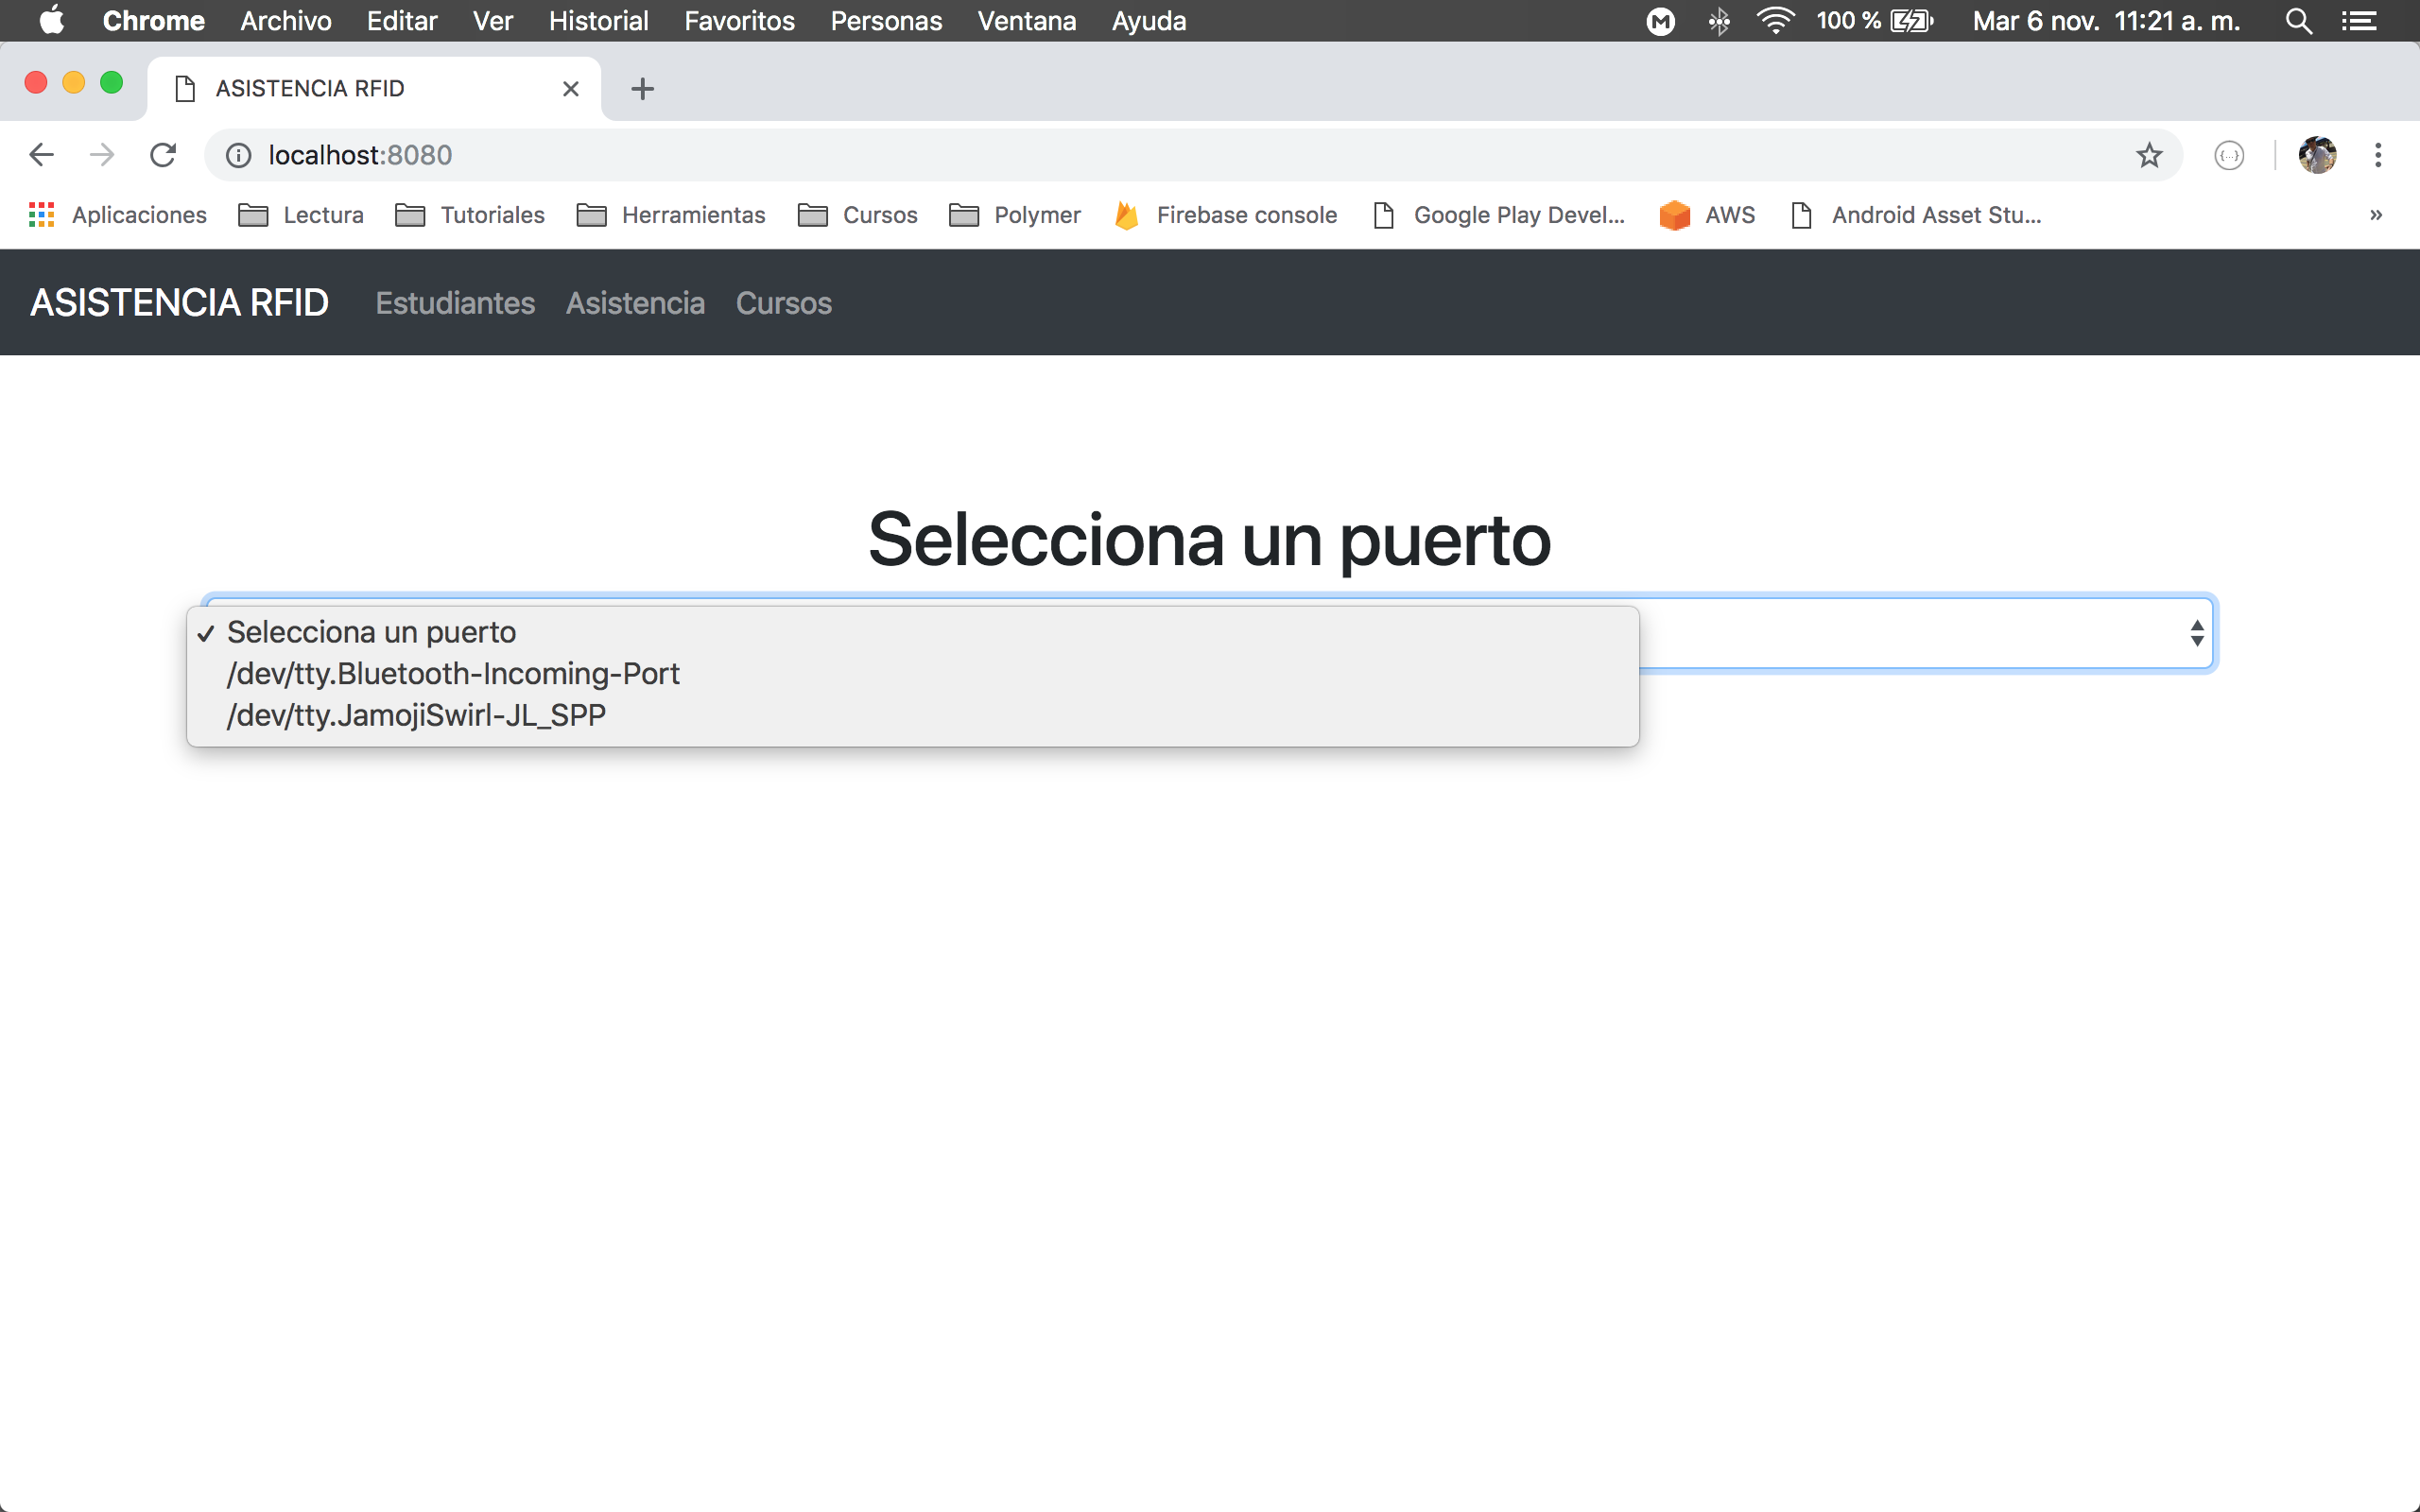 Chrome Archivo Editar Ver Historial Favoritos Personas Ventana Ayuda 100 % Mar 6 nov. 11:21 a. m.
ASISTENCIA RFID
localhost:8080
Aplicaciones Lectura Tutoriales Herramientas Cursos Polymer Firebase console Google Play Devel... AWS Android Asset Stu... »
ASISTENCIA RFID Estudiantes Asistencia Cursos
Selecciona un puerto
✓ Selecciona un puerto
/dev/tty.Bluetooth-Incoming-Port
/dev/tty.JamojiSwirl-JL_SPP